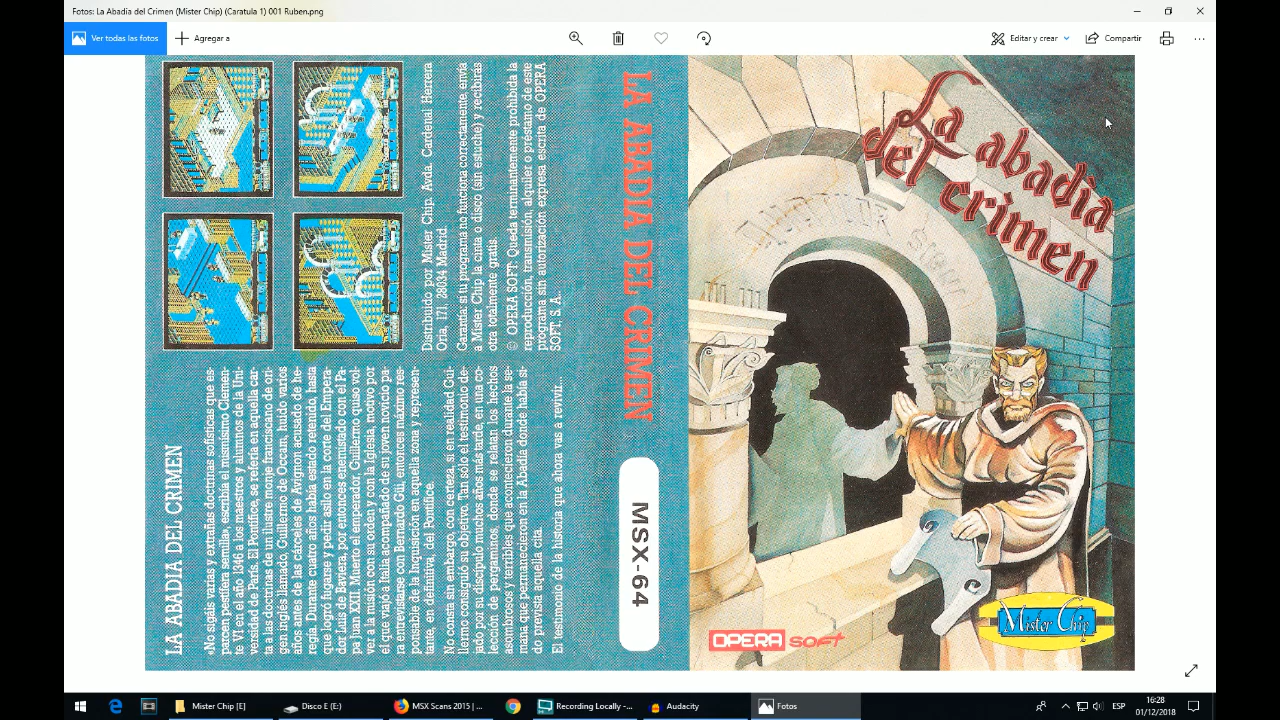 Fotos: La Abadía del Crimen (Mister Chip) (Caratula 1) 001 Ruben.png
Ver todas las fotos
Agregar a
Editar y crear
Compartir
LA ABADIA DEL CRIMEN
«No sigáis varias y extrañas doctrinas sofísticas que es-
parcen pestífera semilla», escribía el mismísimo Clemen-
te VI en el año 1346 a los maestros y alumnos de la Uni-
versidad de París. El Pontífice, se refería en aquella car-
ta a las doctrinas de un ilustre monje franciscano de ori-
gen inglés llamado, Guillermo de Occam, huido varios
años antes de las cárceles de Avignon acusado de he-
rejía. Durante cuatro años había estado recluido, hasta
que logró fugarse y pedir asilo en la corte del Empera-
dor Luis de Baviera, por entonces enemistado con el Pa-
pa Juan XXII. Muerto el emperador, Guillermo quiso vol-
ver a la unión con su orden y con la Iglesia, motivo por
el que viajó a Italia acompañado de su joven novicio pa-
ra entrevistarse con Bernardo Güi, entonces máximo res-
ponsable de la Inquisición en aquella zona y represen-
tante, en definitiva, del Pontífice.
No consta sin embargo, con certeza, si en realidad Gui-
llermo consiguió su objetivo. Tan sólo el testimonio de-
jado por su discípulo muchos años más tarde, en una co-
lección de pergaminos, donde se relatan los hechos
asombrosos y terribles que acontecieron durante la se-
mana que permanecieron en la Abadía donde había si-
do prevista aquella cita.
El testimonio de la historia que ahora vas a revivir.
Distribuido por Mister Chip. Avda. Cardenal Herrera
Oria, 171. 28034 Madrid.
Garantía si tu programa no funciona correctamente, envía
a Mister Chip la cinta o disco (sin estuche) y recibirás
otra totalmente gratis.
© OPERA SOFT: Queda terminantemente prohibida la
reproducción, transmisión, alquiler o préstamo de este
programa sin autorización expresa escrita de OPERA
SOFT, S. A.
LA ABADIA DEL CRIMEN
MSX-64
La abadìa
del crimen
OPERA soft
Mister Chip
Mister Chip [E]
Disco E (E:)
MSX Scans 2015 | ...
Recording Locally -...
Audacity
Fotos
ESP
16:28
01/12/2018